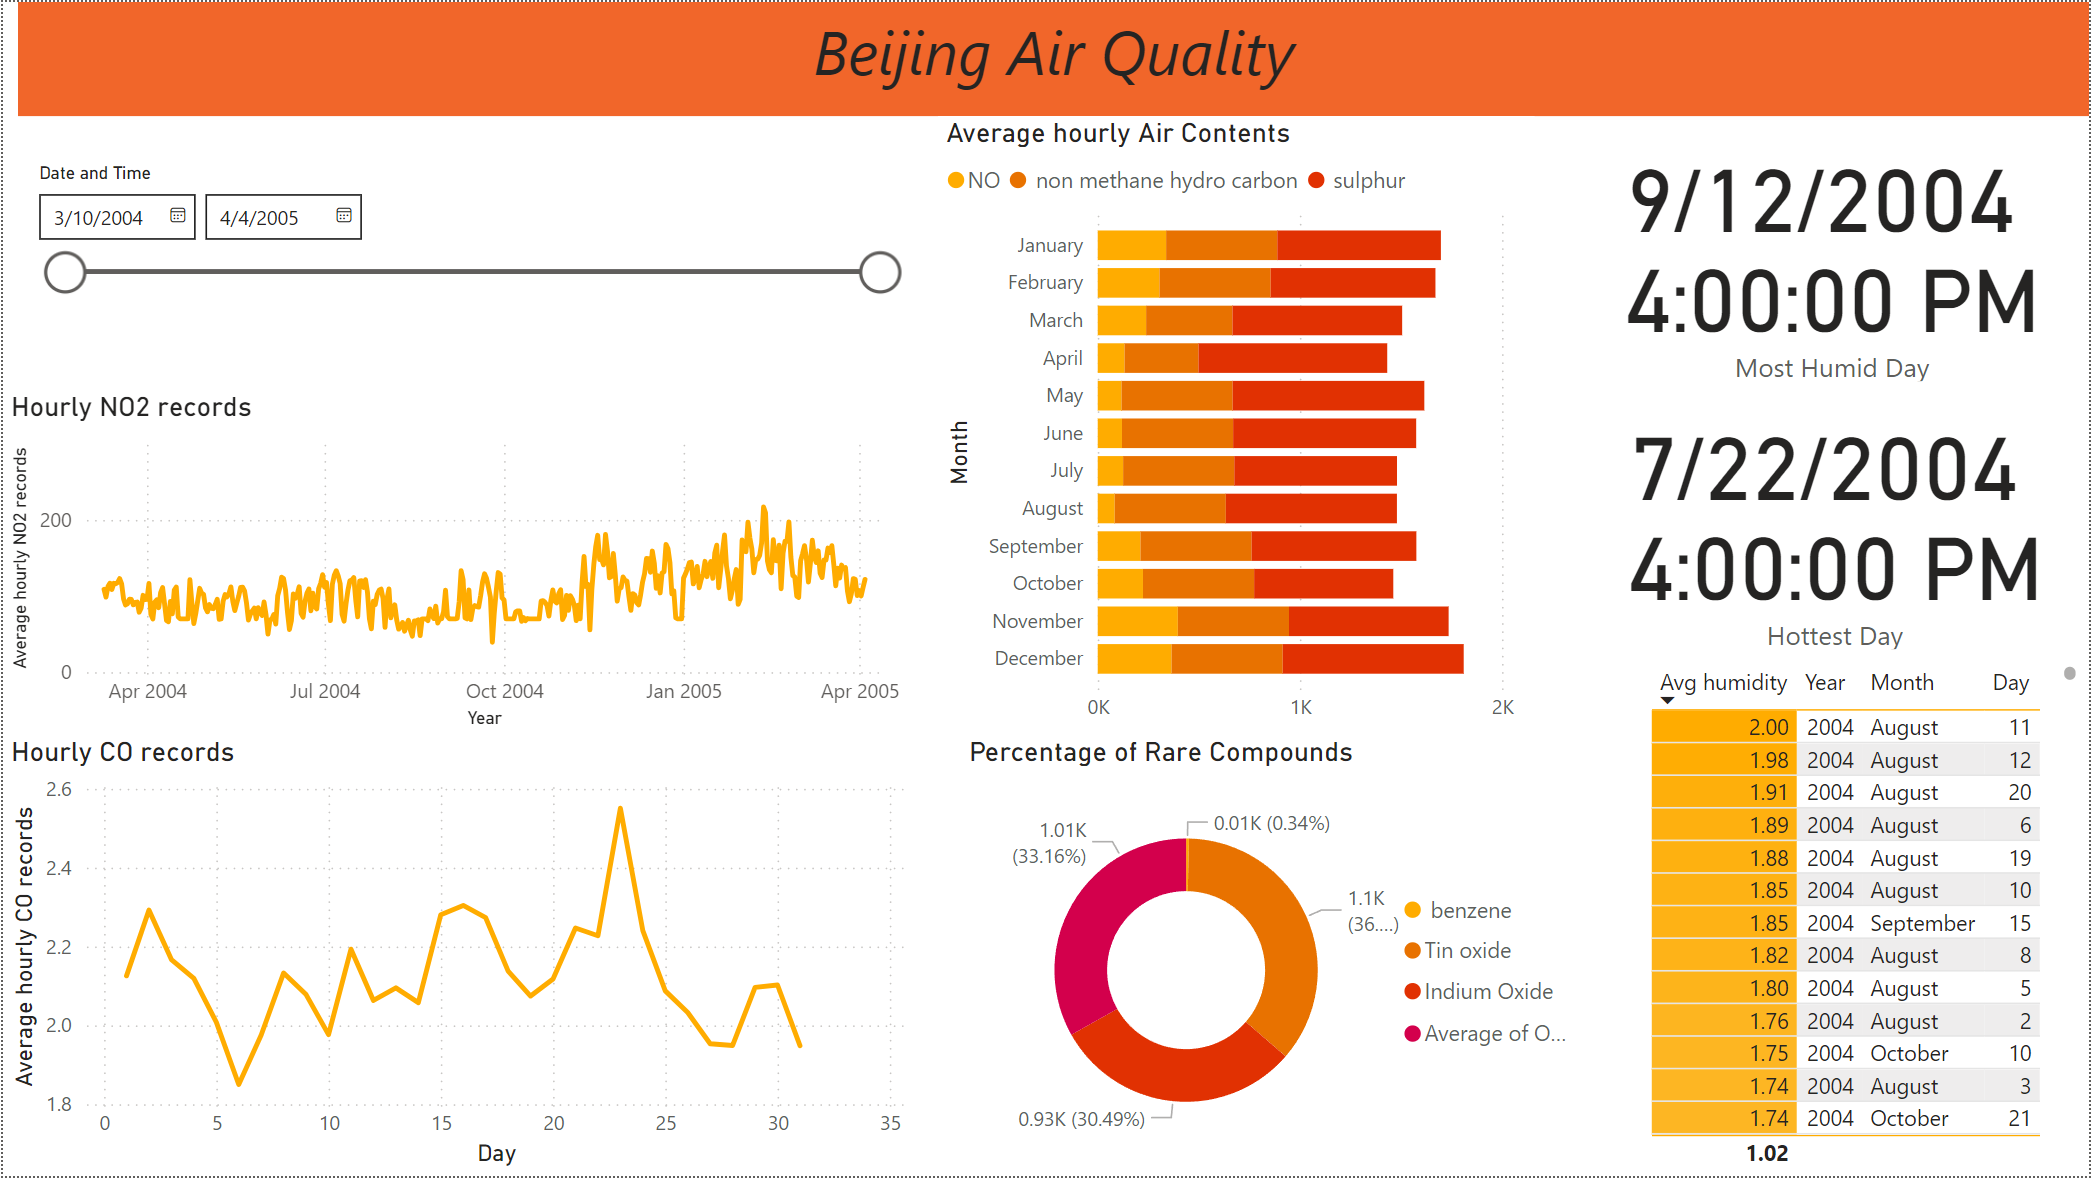 Beijing Air Quality
Date and Time
3/10/2004
4/4/2005
Hourly NO2 records
Average hourly NO2 records
200
0
Apr 2004
Jul 2004
Oct 2004
Jan 2005
Apr 2005
Year
Hourly CO records
Average hourly CO records
2.6
2.4
2.2
2.0
1.8
0
5
10
15
20
25
30
35
Day
Average hourly Air Contents
NO
non methane hydro carbon
sulphur
Month
January
February
March
April
May
June
July
August
September
October
November
December
0K
1K
2K
Percentage of Rare Compounds
0.01K (0.34%)
1.1K
(36....)
0.93K (30.49%)
1.01K
(33.16%)
benzene
Tin oxide
Indium Oxide
Average of O...
9/12/2004
4:00:00 PM
Most Humid Day
7/22/2004
4:00:00 PM
Hottest Day
Avg humidity Year Month Day
2.00 2004 August 11
1.98 2004 August 12
1.91 2004 August 20
1.89 2004 August 6
1.88 2004 August 19
1.85 2004 August 10
1.85 2004 September 15
1.82 2004 August 8
1.80 2004 August 5
1.76 2004 August 2
1.75 2004 October 10
1.74 2004 August 3
1.74 2004 October 21
1.02